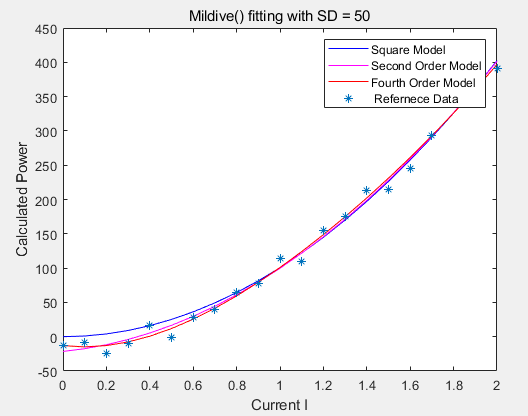 Mildive() fitting with SD = 50
450
400
350
300
250
200
150
100
50
0
-50
Calculated Power
Square Model
Second Order Model
Fourth Order Model
Refernece Data
0 0.2 0.4 0.6 0.8 1 1.2 1.4 1.6 1.8 2
Current I